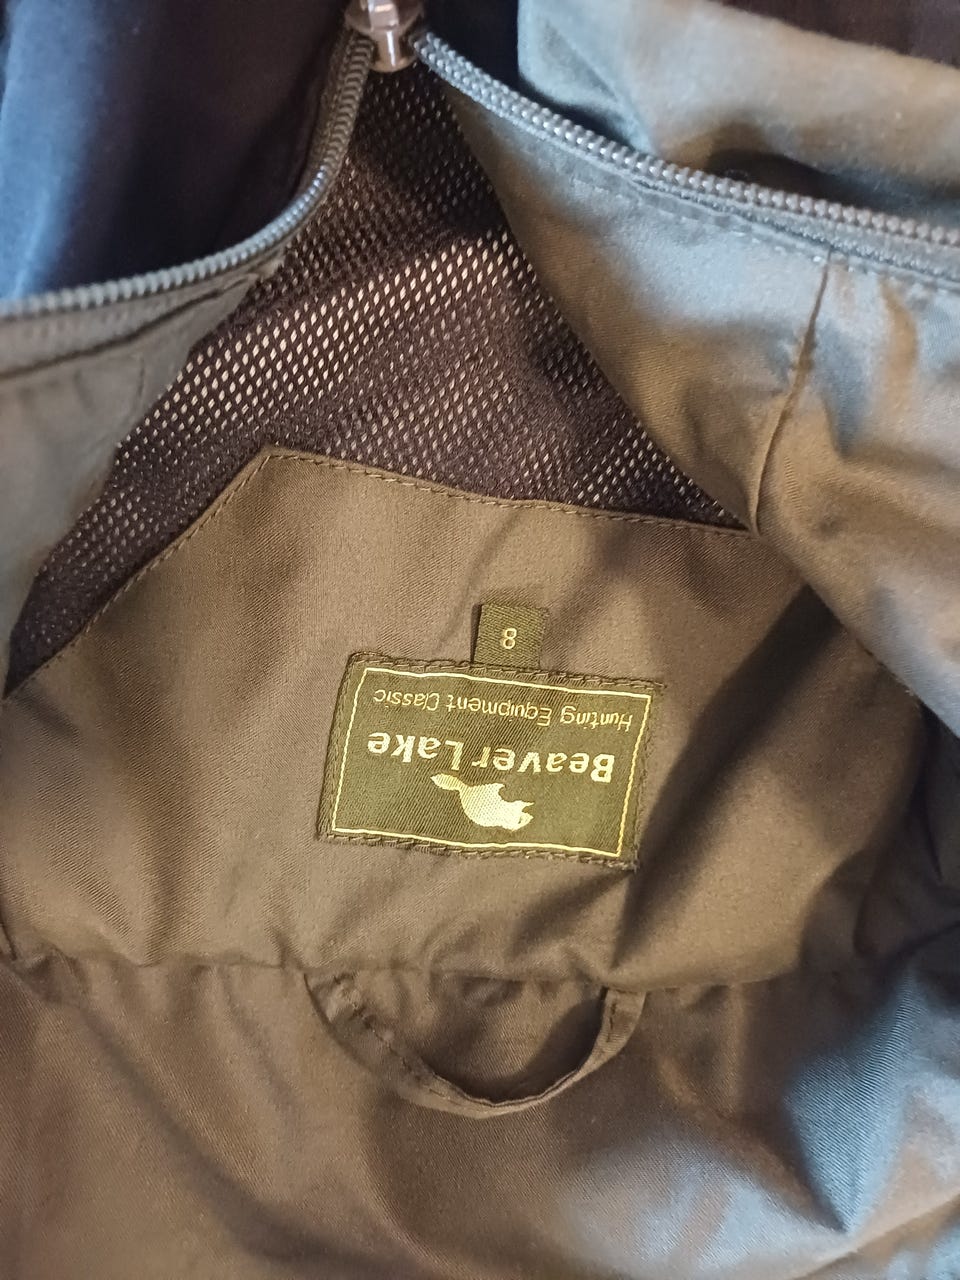 Beaver Lake
Hunting Equipment Classic
8